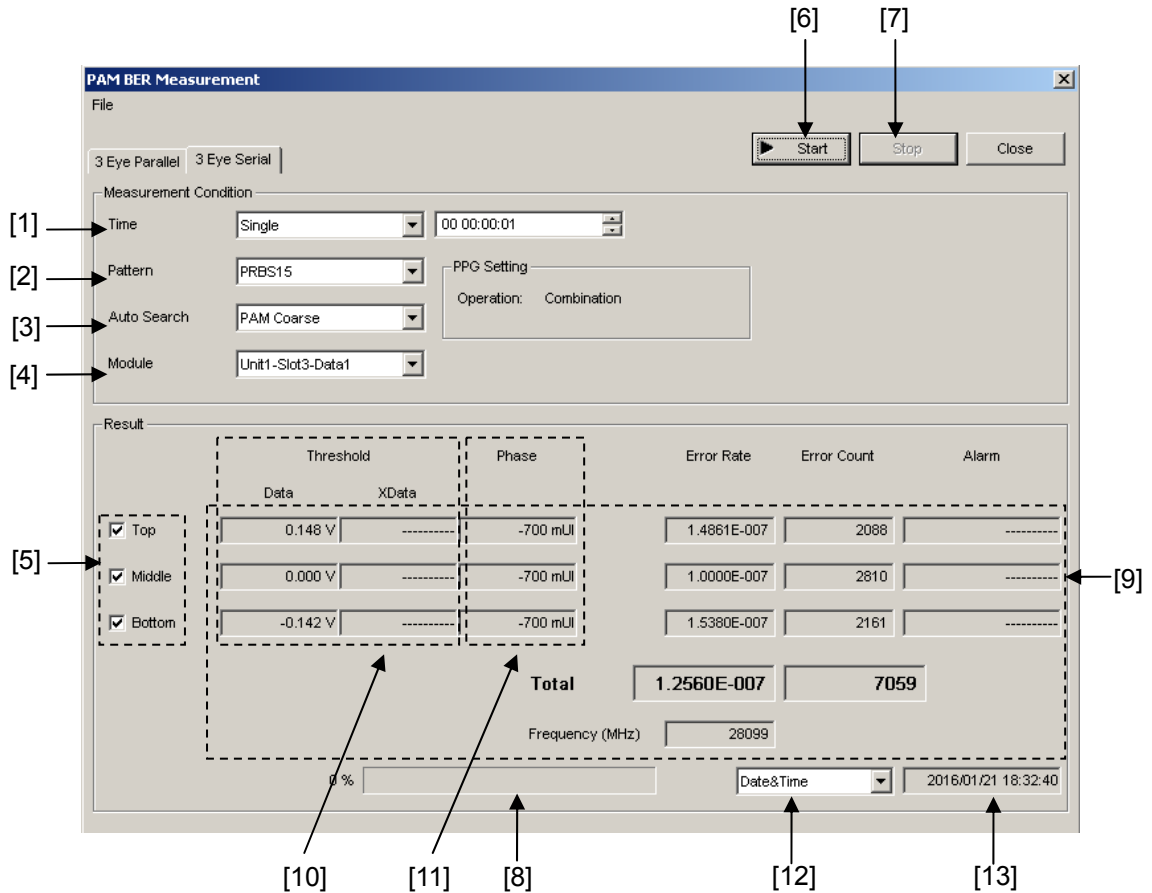 [6] [7]
PAM BER Measurement
File
Start Stop Close
3 Eye Parallel 3 Eye Serial
Measurement Condition
[1] Time Single 00 00:00:01
[2] Pattern PRBS15 PPG Setting
Operation: Combination
[3] Auto Search PAM Coarse
[4] Module Unit1-Slot3-Data1
Result
Threshold Phase Error Rate Error Count Alarm
Data XData
Top 0.148 V ---------- -700 mUI 1.4861E-007 2088 ----------
[5] Middle 0.000 V ---------- -700 mUI 1.0000E-007 2810 ---------- [9]
Bottom -0.142 V ---------- -700 mUI 1.5380E-007 2161 ----------
Total 1.2560E-007 7059
Frequency (MHz) 28099
0 % Date&Time 2016/01/21 18:32:40
[10] [11] [8] [12] [13]